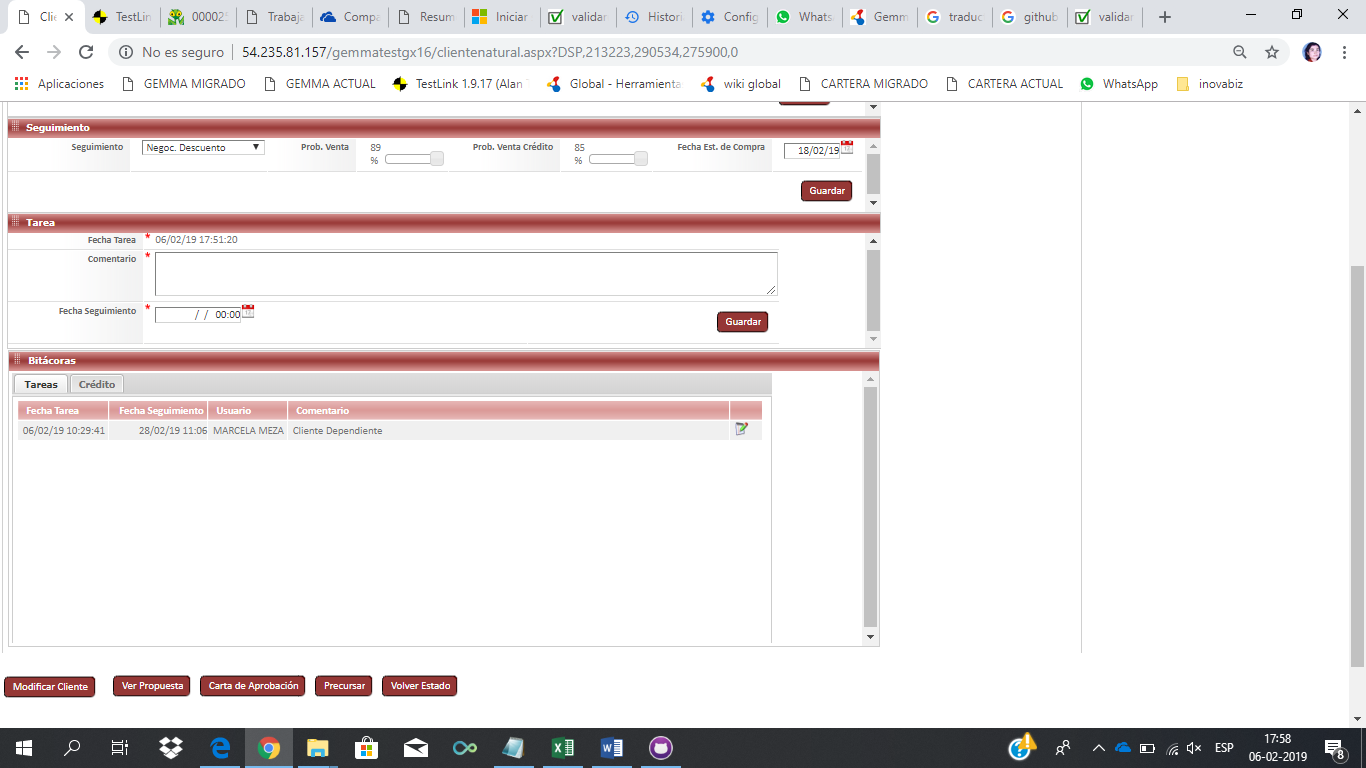 Clie
TestLin
000025
Trabaja
Compa
Resum
Iniciar
validar
Histori
Config
Whats
Gemm
traduc
github
validar
No es seguro | 54.235.81.157/gemmatestgx16/clientenatural.aspx?DSP,213223,290534,275900,0
Aplicaciones
GEMMA MIGRADO
GEMMA ACTUAL
TestLink 1.9.17 (Alan
Global - Herramienta
wiki global
CARTERA MIGRADO
CARTERA ACTUAL
WhatsApp
inovabiz
Seguimiento
Seguimiento Negoc. Descuento Prob. Venta 89 % Prob. Venta Crédito 85 % Fecha Est. de Compra 18/02/19
Guardar
Tarea
Fecha Tarea * 06/02/19 17:51:20
Comentario *
Fecha Seguimiento * / / 00:00
Guardar
Bitácoras
Tareas Crédito
Fecha Tarea Fecha Seguimiento Usuario Comentario
06/02/19 10:29:41 28/02/19 11:06 MARCELA MEZA Cliente Dependiente
Modificar Cliente Ver Propuesta Carta de Aprobación Precursar Volver Estado
ESP
17:58
06-02-2019
8